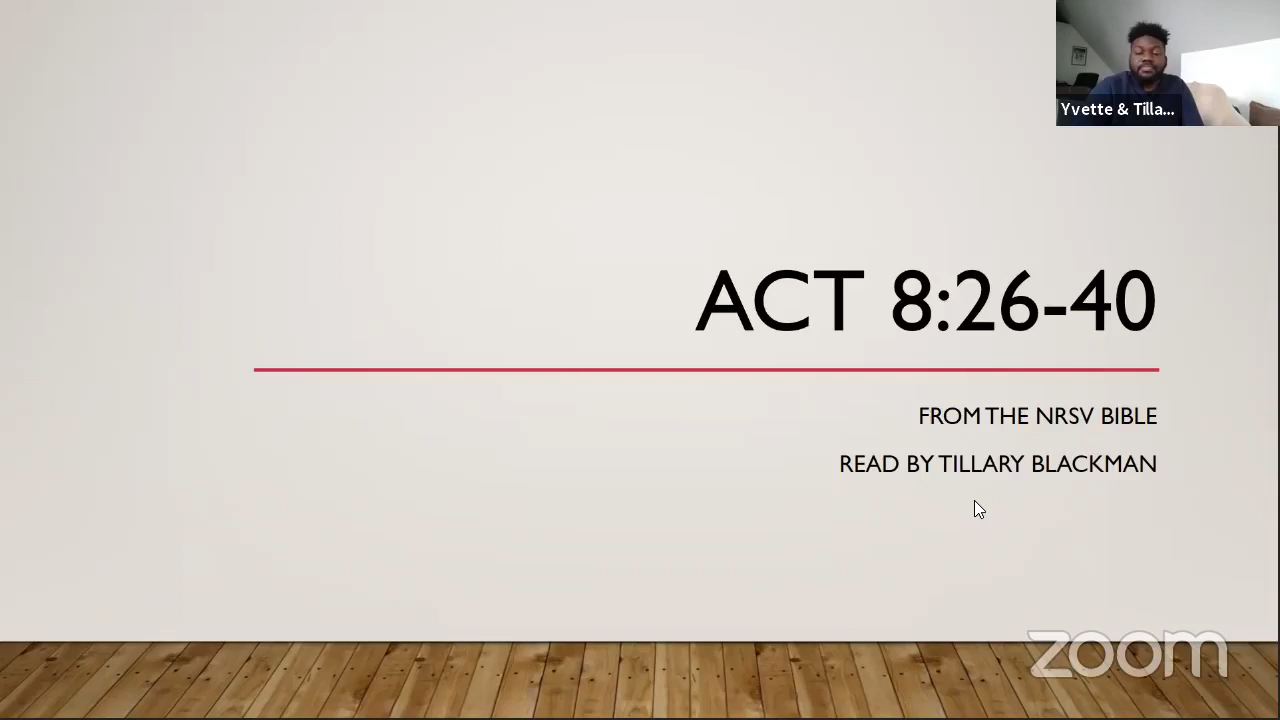 Yvette & Tilla...
ACT 8:26-40
FROM THE NRSV BIBLE
READ BY TILLARY BLACKMAN
zoom